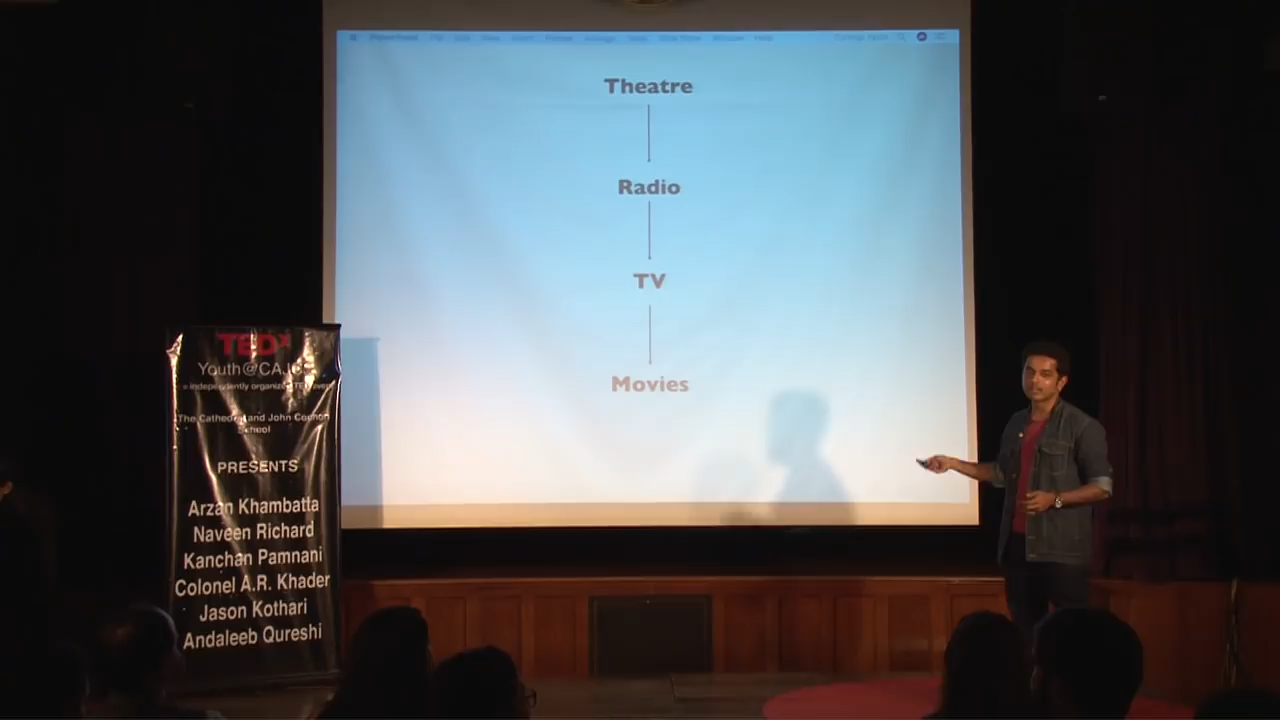 Theatre
Radio
TV
Movies
TEDx
Youth@CAJCS
independently organized TED event
The Cathedral and John Connon
School
PRESENTS
Arzan Khambatta
Naveen Richard
Kanchan Pamnani
Colonel A.R. Khader
Jason Kothari
Andaleeb Qureshi